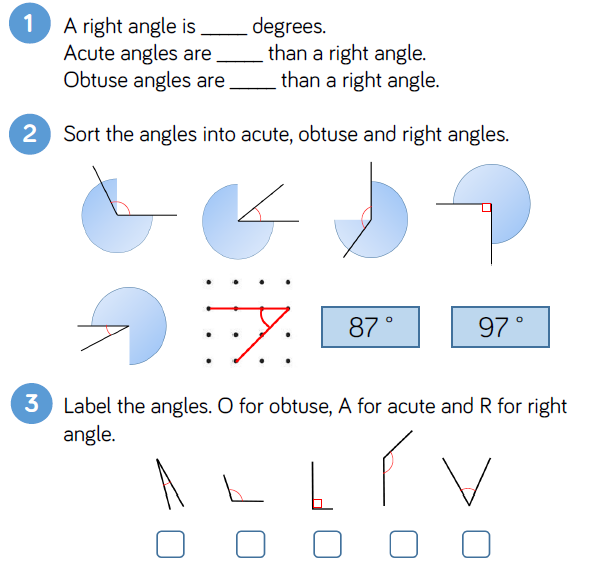 1 A right angle is _____ degrees.
Acute angles are _____ than a right angle.
Obtuse angles are _____ than a right angle.
2 Sort the angles into acute, obtuse and right angles.
87° 97°
3 Label the angles. O for obtuse, A for acute and R for right
angle.